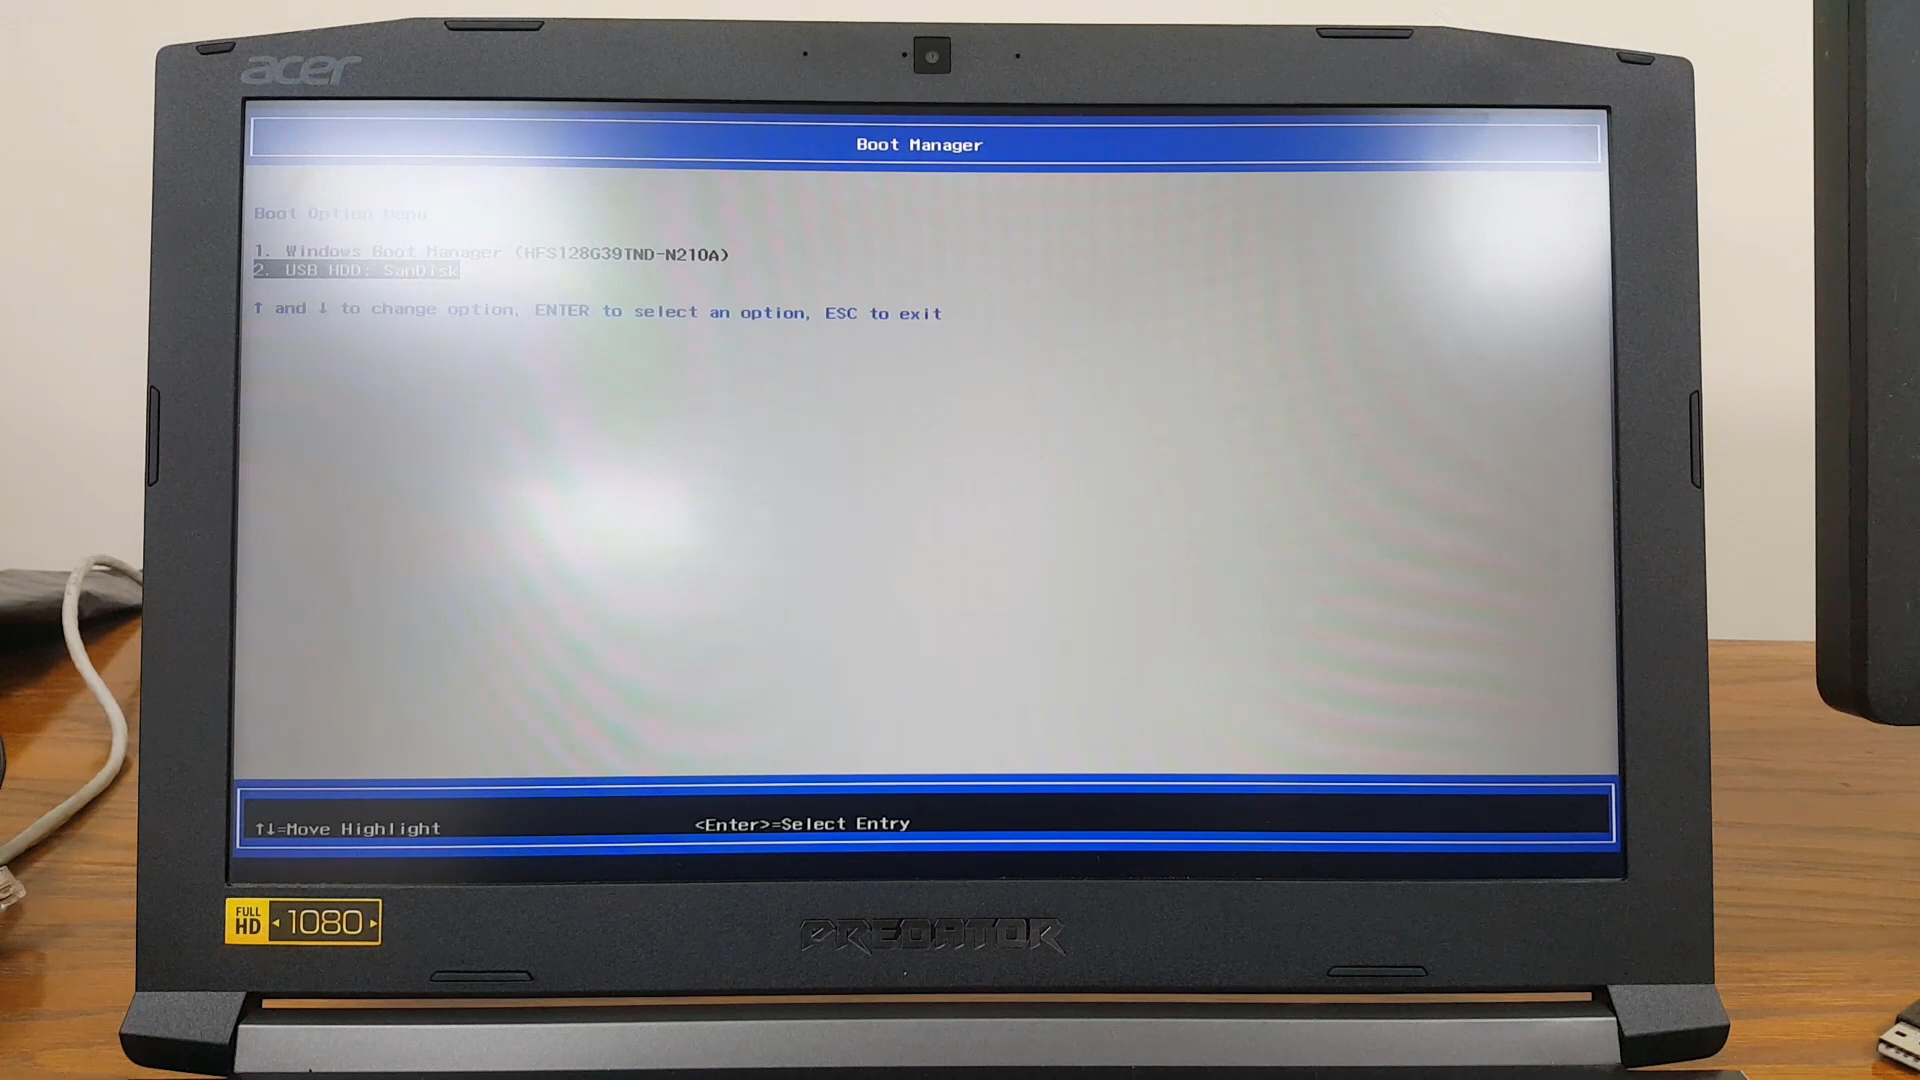 acer
Boot Manager
Boot Option Menu
1. Windows Boot Manager (HFS128G39TND-N210A)
2. USB HDD: SanDisk
↑ and ↓ to change option, ENTER to select an option, ESC to exit
↑↓=Move Highlight
<Enter>=Select Entry
FULL HD 1080
PREDATOR